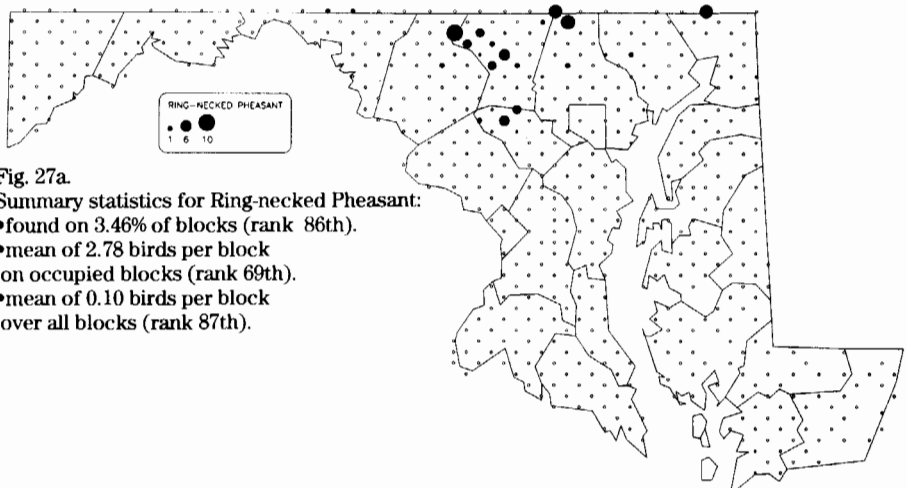 RING-NECKED PHEASANT
1 6 10
Fig. 27a.
Summary statistics for Ring-necked Pheasant:
•found on 3.46% of blocks (rank 86th).
•mean of 2.78 birds per block
on occupied blocks (rank 69th).
•mean of 0.10 birds per block
over all blocks (rank 87th).